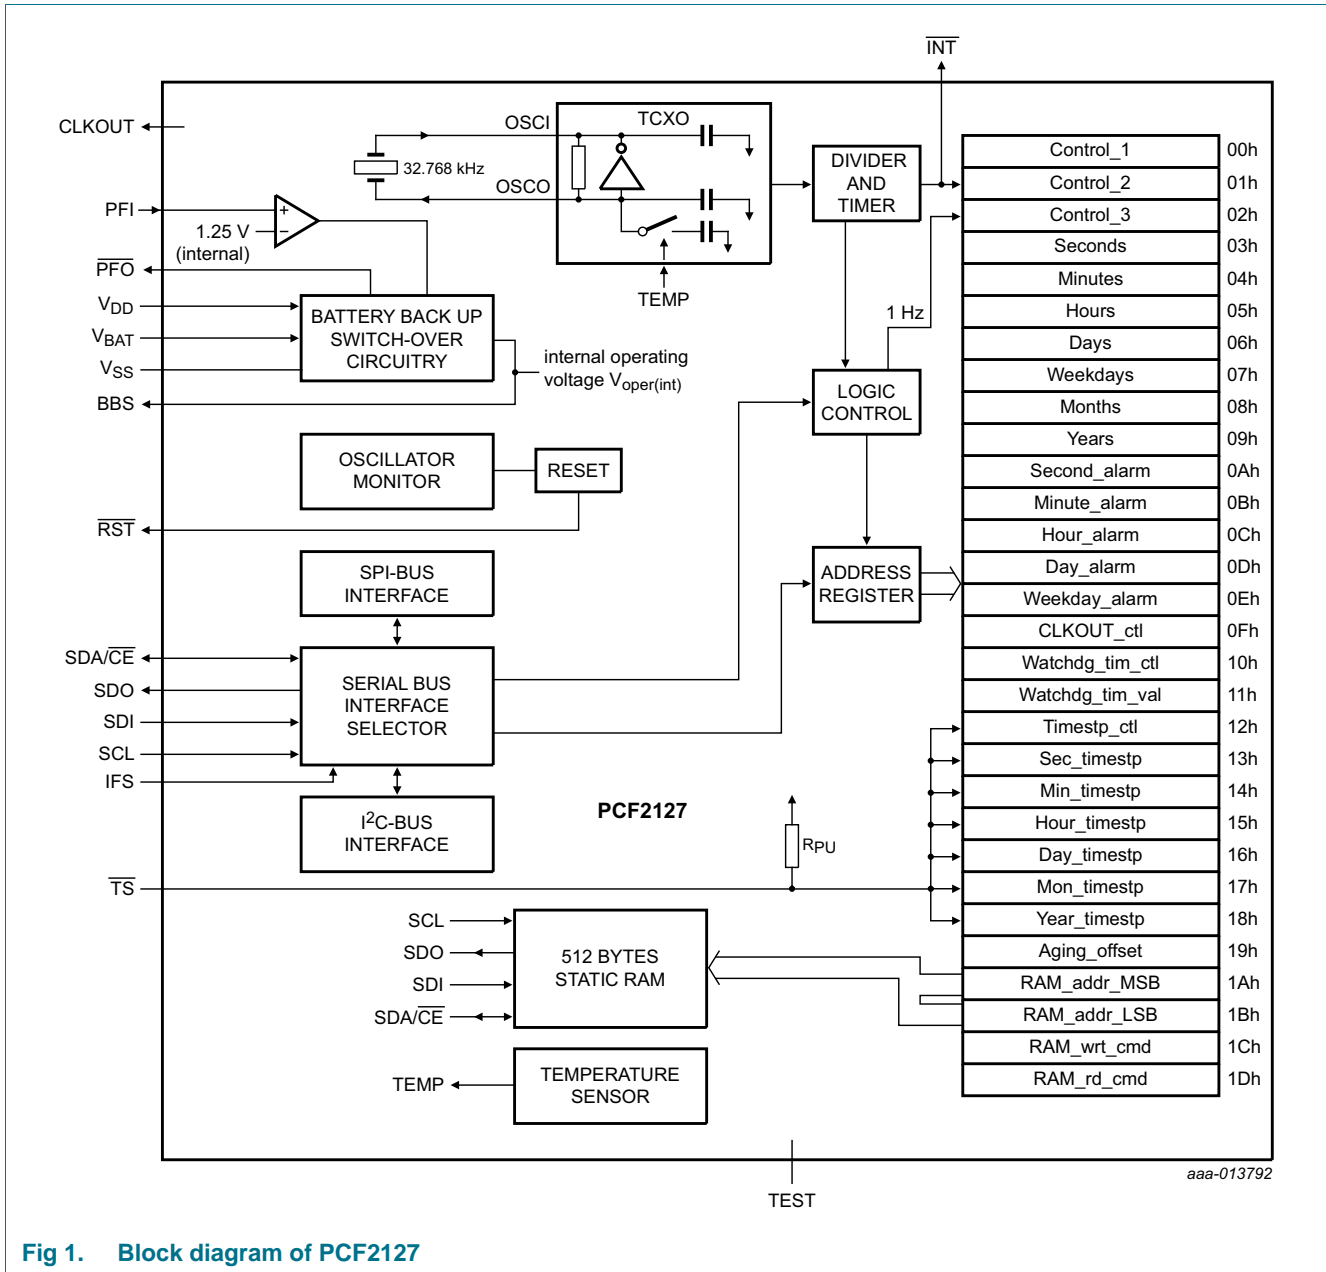 INT
CLKOUT
OSCI
TCXO
32.768 kHz
OSCO
TEMP
DIVIDER
AND
TIMER
PFI
1.25 V
(internal)
+
−
PFO
VDD
VBAT
VSS
BBS
BATTERY BACK UP
SWITCH-OVER
CIRCUITRY
internal operating
voltage Voper(int)
1 Hz
LOGIC
CONTROL
OSCILLATOR
MONITOR
RESET
RST
SPI-BUS
INTERFACE
ADDRESS
REGISTER
SDA/CE
SDO
SDI
SCL
IFS
SERIAL BUS
INTERFACE
SELECTOR
I2C-BUS
INTERFACE
PCF2127
RPU
TS
SCL
SDO
SDI
SDA/CE
512 BYTES
STATIC RAM
TEMP
TEMPERATURE
SENSOR
Control_1 00h
Control_2 01h
Control_3 02h
Seconds 03h
Minutes 04h
Hours 05h
Days 06h
Weekdays 07h
Months 08h
Years 09h
Second_alarm 0Ah
Minute_alarm 0Bh
Hour_alarm 0Ch
Day_alarm 0Dh
Weekday_alarm 0Eh
CLKOUT_ctl 0Fh
Watchdg_tim_ctl 10h
Watchdg_tim_val 11h
Timestp_ctl 12h
Sec_timestp 13h
Min_timestp 14h
Hour_timestp 15h
Day_timestp 16h
Mon_timestp 17h
Year_timestp 18h
Aging_offset 19h
RAM_addr_MSB 1Ah
RAM_addr_LSB 1Bh
RAM_wrt_cmd 1Ch
RAM_rd_cmd 1Dh
TEST
aaa-013792
Fig 1. Block diagram of PCF2127